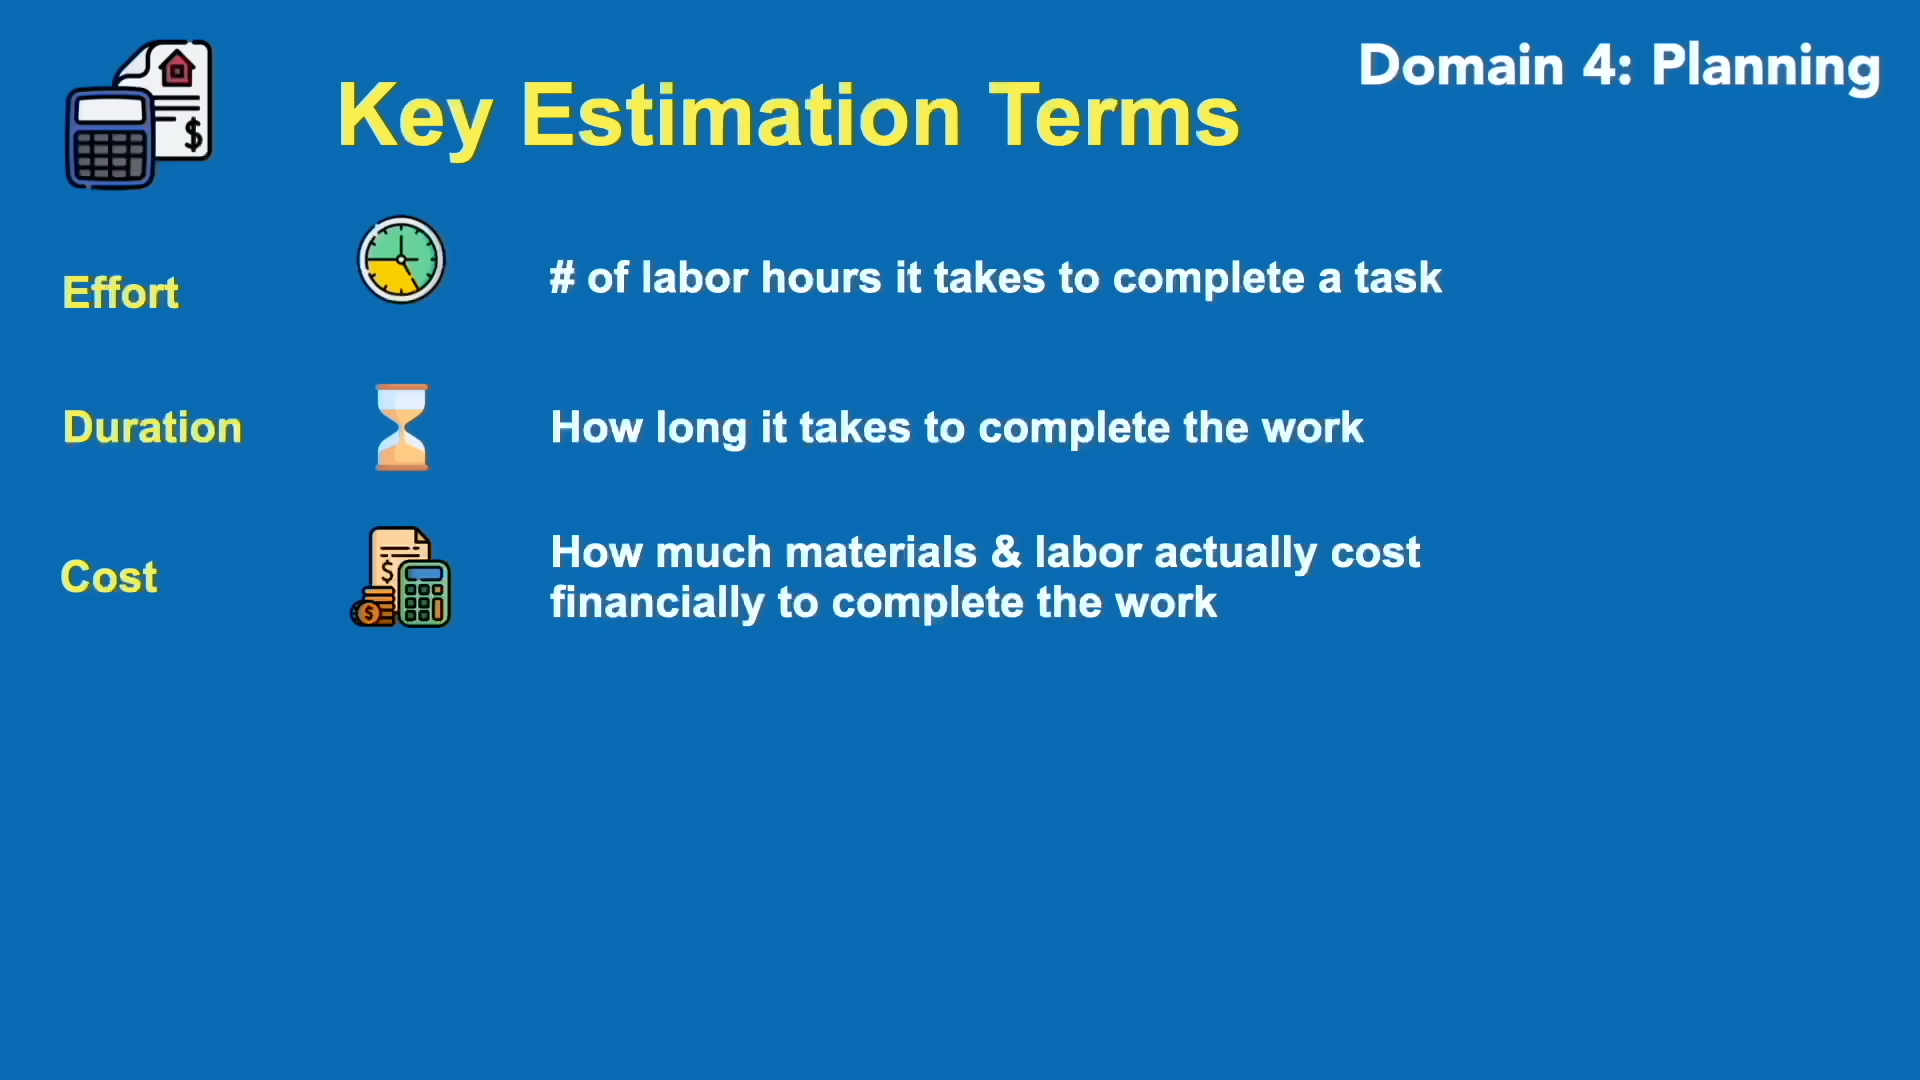 Domain 4: Planning
Key Estimation Terms
$
Effort
# of labor hours it takes to complete a task
Duration
How long it takes to complete the work
Cost
$
$
How much materials & labor actually cost
financially to complete the work